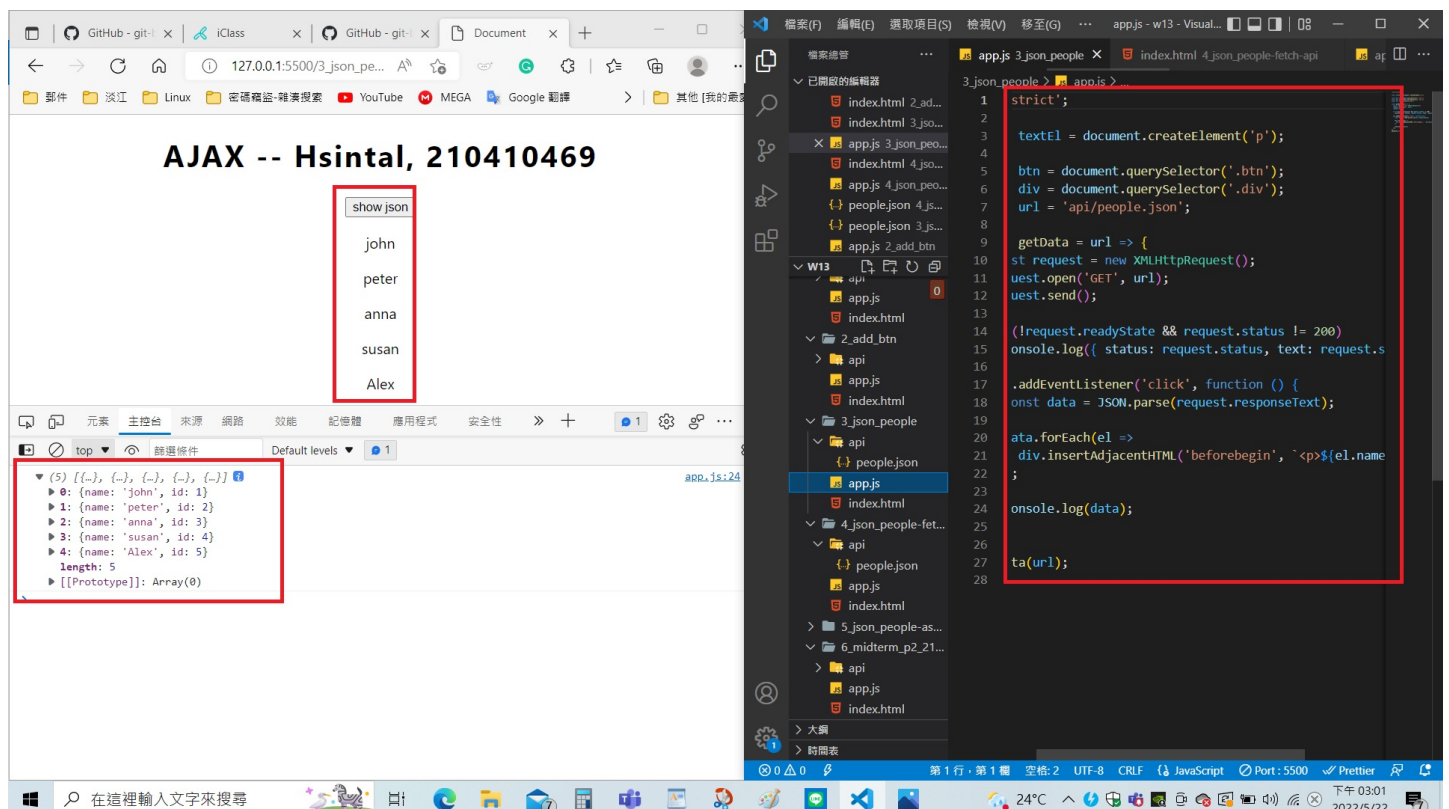 GitHub - git-l
iClass
GitHub - git-l
Document
127.0.0.1:5500/3_json_pe...
郵件
淡江
Linux
密碼竊盜-雜湊搜索
YouTube
MEGA
Google 翻譯
其他 [我的最愛
AJAX -- Hsintal, 210410469
show json
john
peter
anna
susan
Alex
元素 主控台 來源 網路 效能 記憶體 應用程式 安全性 » 1
top 篩選條件 Default levels 1
(5) [{…}, {…}, {…}, {…}, {…}] app.js:24
0: {name: 'john', id: 1}
1: {name: 'peter', id: 2}
2: {name: 'anna', id: 3}
3: {name: 'susan', id: 4}
4: {name: 'Alex', id: 5}
length: 5
[[Prototype]]: Array(0)
檔案(F) 編輯(E) 選取項目(S) 檢視(V) 移至(G) ··· app.js - w13 - Visual...
檔案總管 ···
已開啟的編輯器
index.html 2_ad...
index.html 3_jso...
app.js 3_json_peo...
index.html 4_jso...
app.js 4_json_peo...
people.json 4_js...
people.json 3_js...
app.js 2_add_btn
W13
api
app.js
0
index.html
2_add_btn
api
app.js
index.html
3_json_people
api
people.json
app.js
index.html
4_json_people-fet...
api
people.json
app.js
index.html
5_json_people-as...
6_midterm_p2_21...
api
app.js
index.html
大綱
時間表
app.js 3_json_people
index.html 4_json_people-fetch-api
3_json_people > app.js > ...
1 strict';
2
3 textEl = document.createElement('p');
4
5 btn = document.querySelector('.btn');
6 div = document.querySelector('.div');
7 url = 'api/people.json';
8
9 getData = url => {
10 st request = new XMLHttpRequest();
11 uest.open('GET', url);
12 uest.send();
13
14 (!request.readyState && request.status != 200)
15 onsole.log({ status: request.status, text: request.s
16
17 .addEventListener('click', function () {
18 onst data = JSON.parse(request.responseText);
19
20 ata.forEach(el =>
21 div.insertAdjacentHTML('beforebegin', `<p>${el.name
22 ;
23
24 onsole.log(data);
25
26
27 ta(url);
28
0 0 第 1 行，第 1 欄 空格: 2 UTF-8 CRLF {} JavaScript Port : 5500 Prettier
1
在這裡輸入文字來搜尋
24°C
下午 03:01